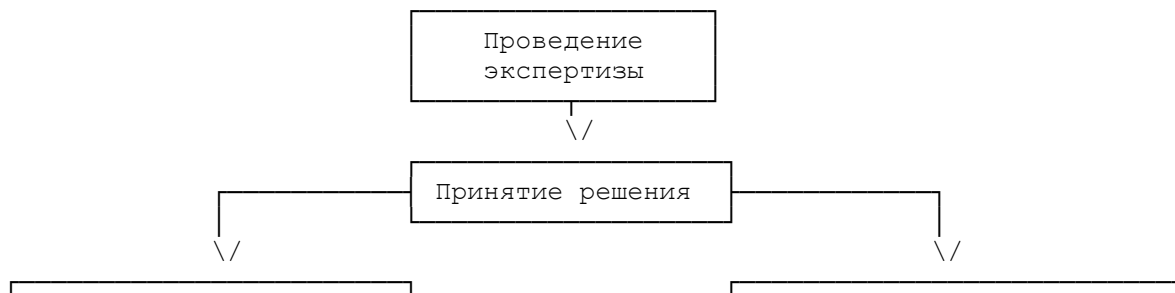 Проведение
экспертизы
Принятие решения